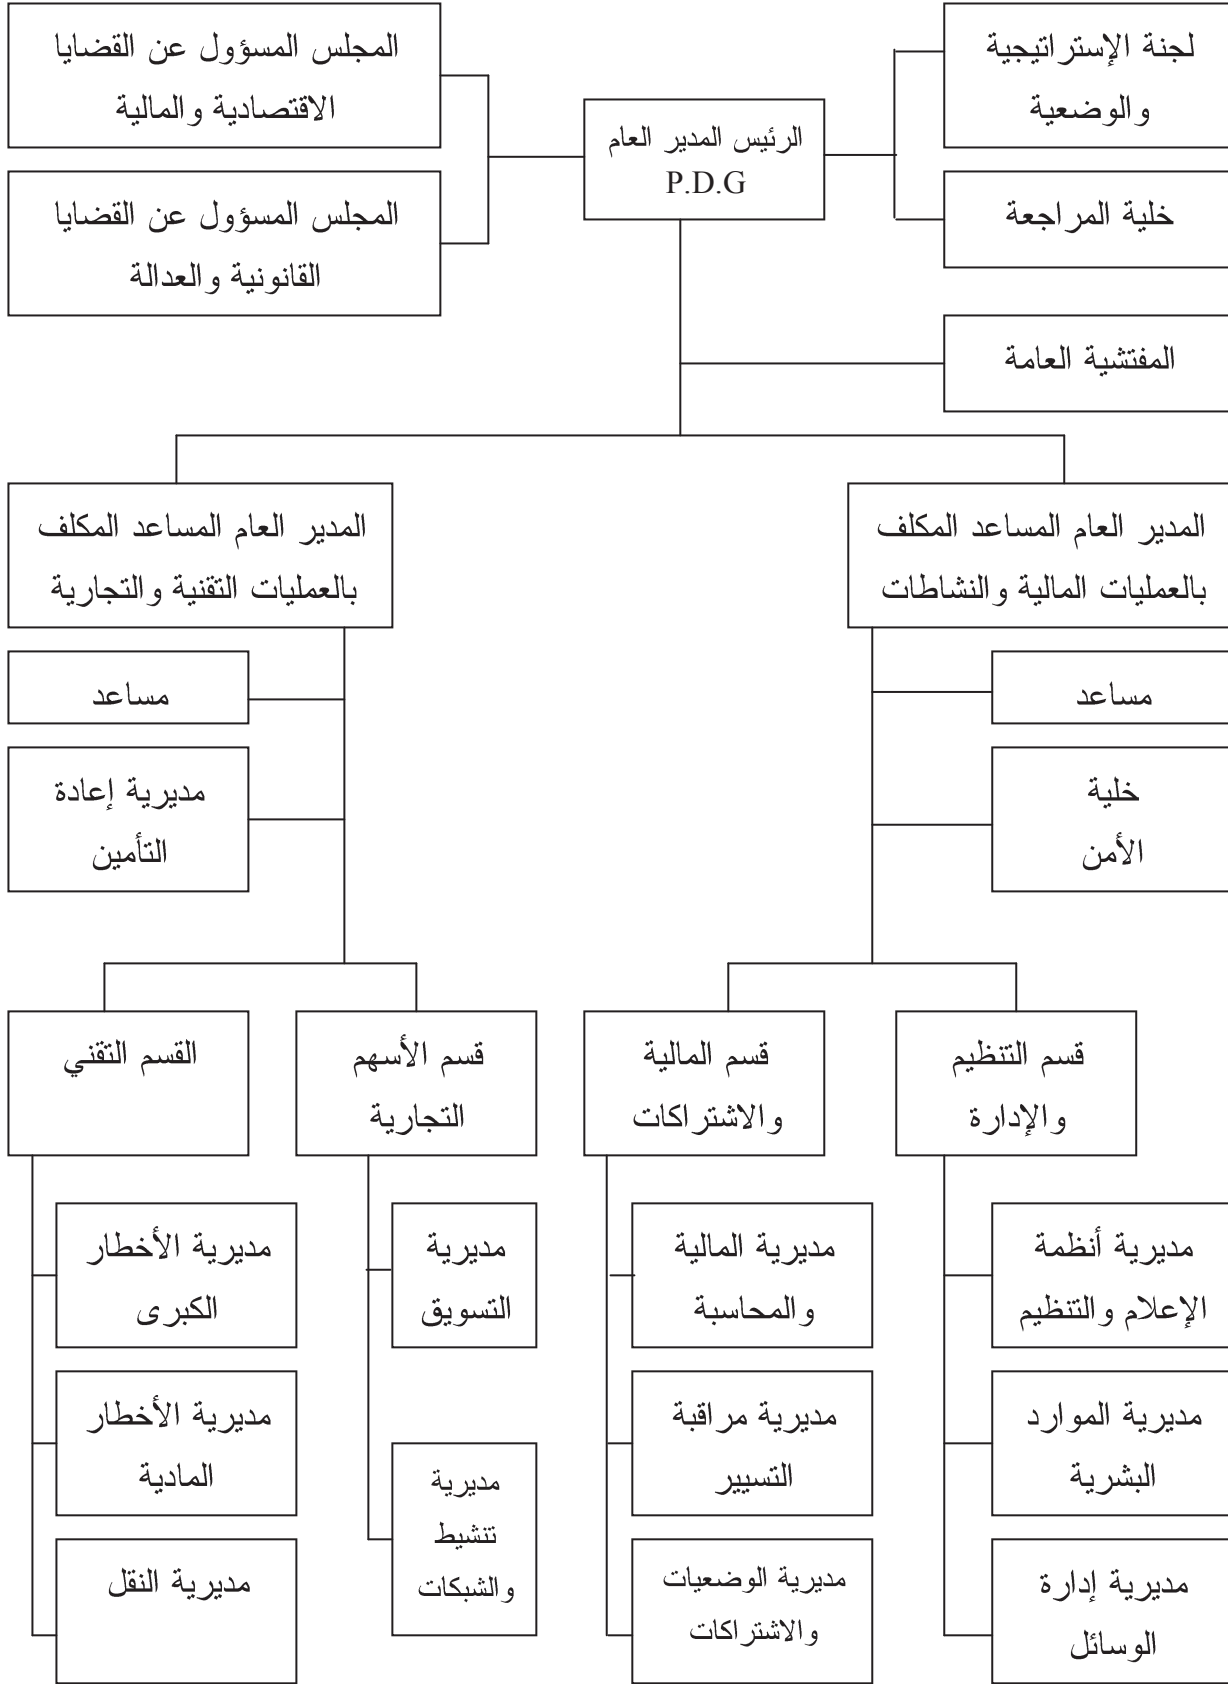 لجنة الإستراتيجية
والوضعية
المجلس المسؤول عن القضايا
الاقتصادية والمالية
الرئيس المدير العام
P.D.G
خلية المراجعة
المجلس المسؤول عن القضايا
القانونية والعدالة
المفتشية العامة
المدير العام المساعد المكلف
بالعمليات المالية والنشاطات
المدير العام المساعد المكلف
بالعمليات التقنية والتجارية
مساعد
مساعد
خلية
الأمن
مديرية إعادة
التأمين
قسم التنظيم
والإدارة
قسم المالية
والاشتراكات
قسم الأسهم
التجارية
القسم التقني
مديرية أنظمة
الإعلام والتنظيم
مديرية المالية
والمحاسبة
مديرية
التسويق
مديرية الأخطار
الكبرى
مديرية الموارد
البشرية
مديرية مراقبة
التسيير
مديرية
تنشيط
والشبكات
مديرية الأخطار
المادية
مديرية إدارة
الوسائل
مديرية الوضعيات
والاشتراكات
مديرية النقل